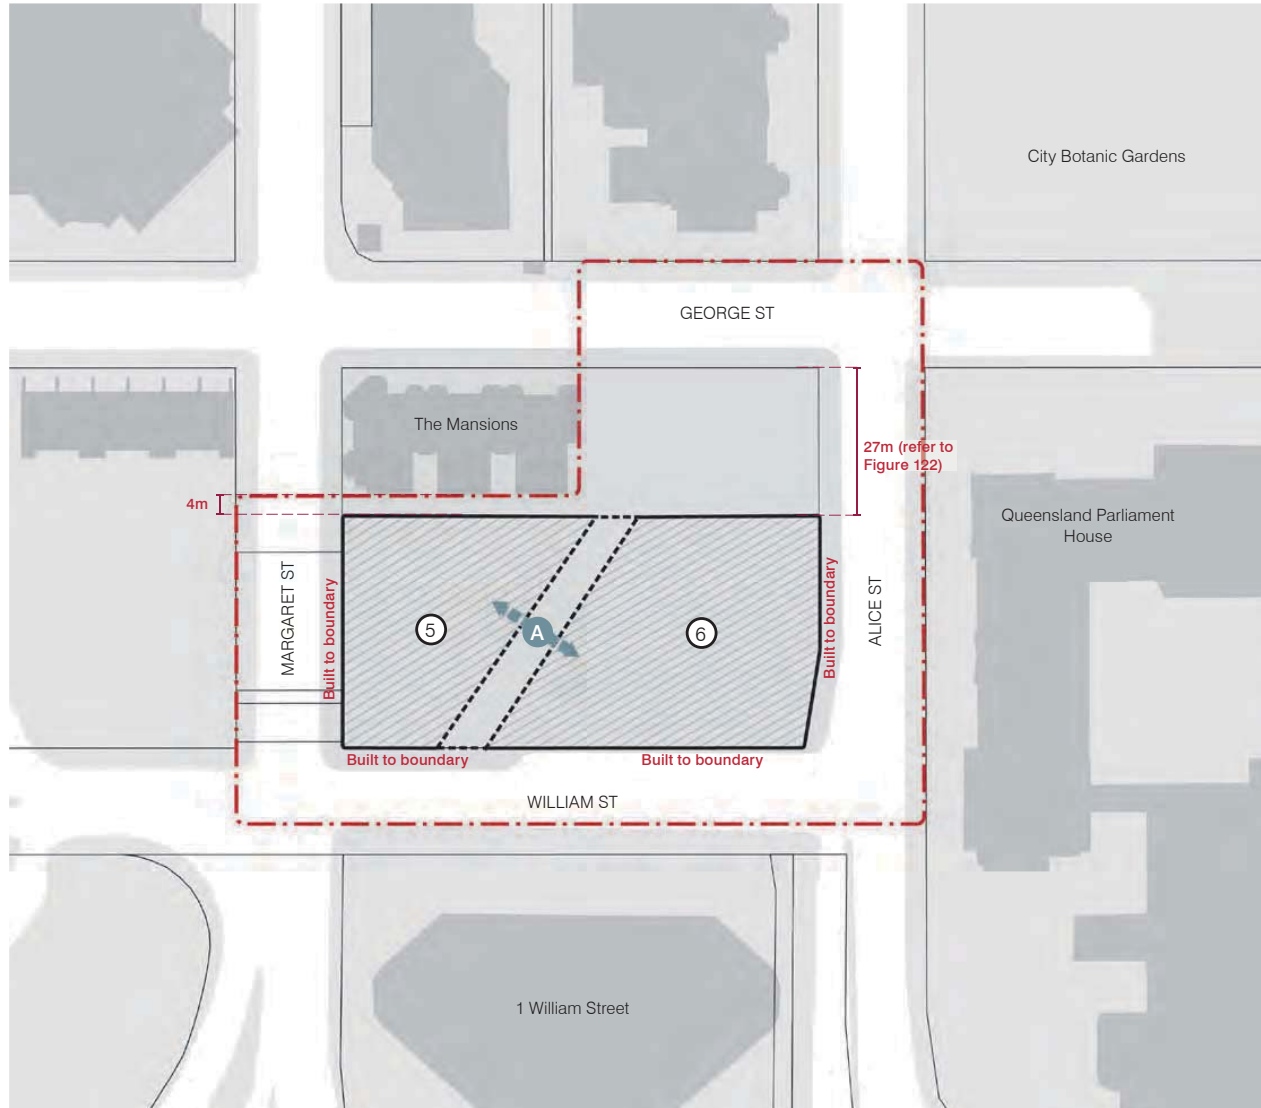 City Botanic Gardens
GEORGE ST
The Mansions
27m (refer to
Figure 122)
4m
Queensland Parliament
House
MARGARET ST
Built to boundary
5
A
6
Built to boundary
ALICE ST
Built to boundary
Built to boundary
WILLIAM ST
1 William Street